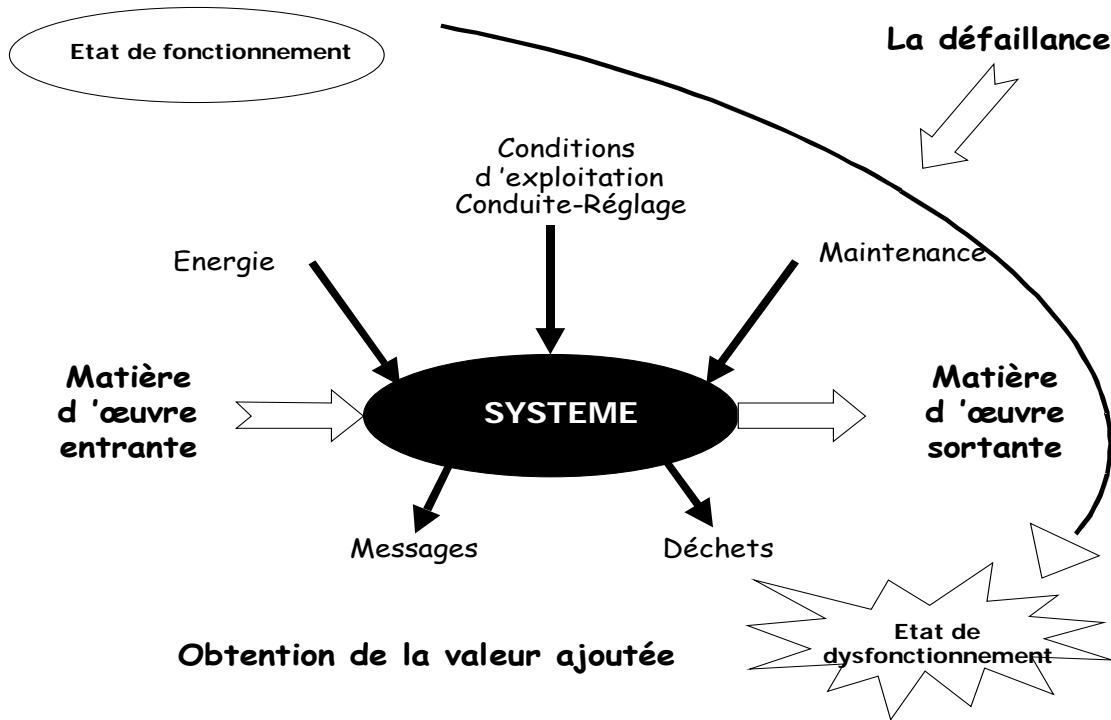 Etat de fonctionnement
La défaillance
Conditions
d ’exploitation
Conduite-Réglage
Energie
Maintenance
Matière
d ’œuvre
entrante
SYSTEME
Matière
d ’œuvre
sortante
Messages
Déchets
Obtention de la valeur ajoutée
Etat de
dysfonctionnement